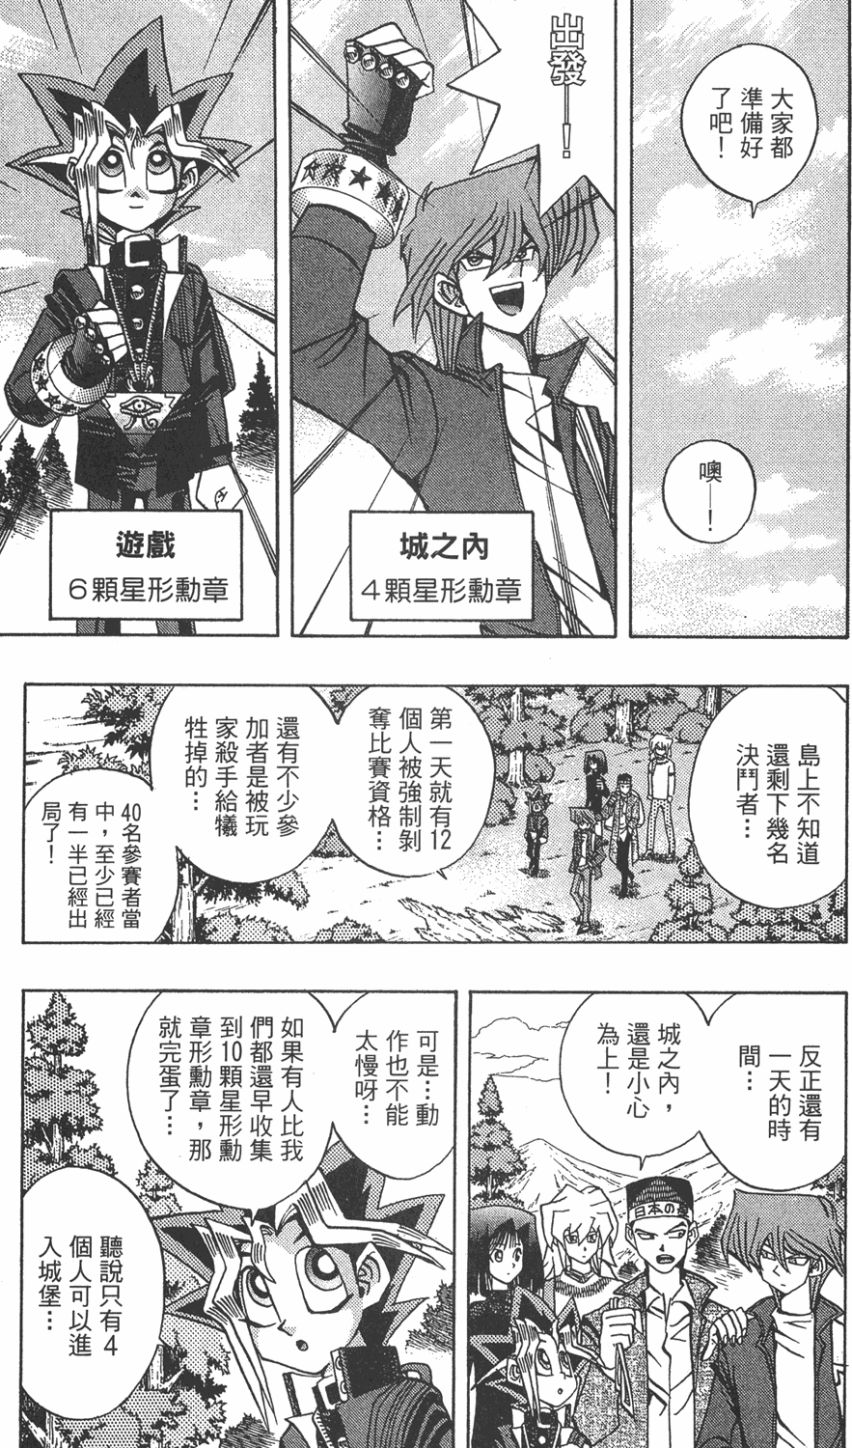 大家都
準備好
了吧！
噢—！
出發—！
城之內
４顆星形勳章
遊戲
６顆星形勳章
島上不知道
還剩下幾名
決鬥者…
第一天就有12
個人被強制剝
奪比賽資格…
還有不少參
加者是被玩
家殺手給犧
牲掉的…
40名參賽者當
中，至少已經
有一半已經出
局了！
反正還有
一天的時
間…
城之內，
還是小心
為上！
日本の
可是…動
作也不能
太慢呀…
如果有人比我
們都還早收集
到10顆星形勳
章形勳章，那
就完蛋了…
聽說只有４
個人可以進
入城堡…